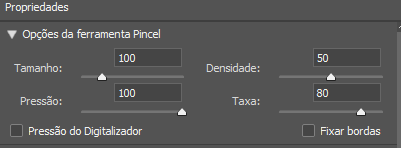 Propriedades
Opções da ferramenta Pincel
Tamanho: 100 Densidade: 50
Pressão: 100 Taxa: 80
Pressão do Digitalizador Fixar bordas